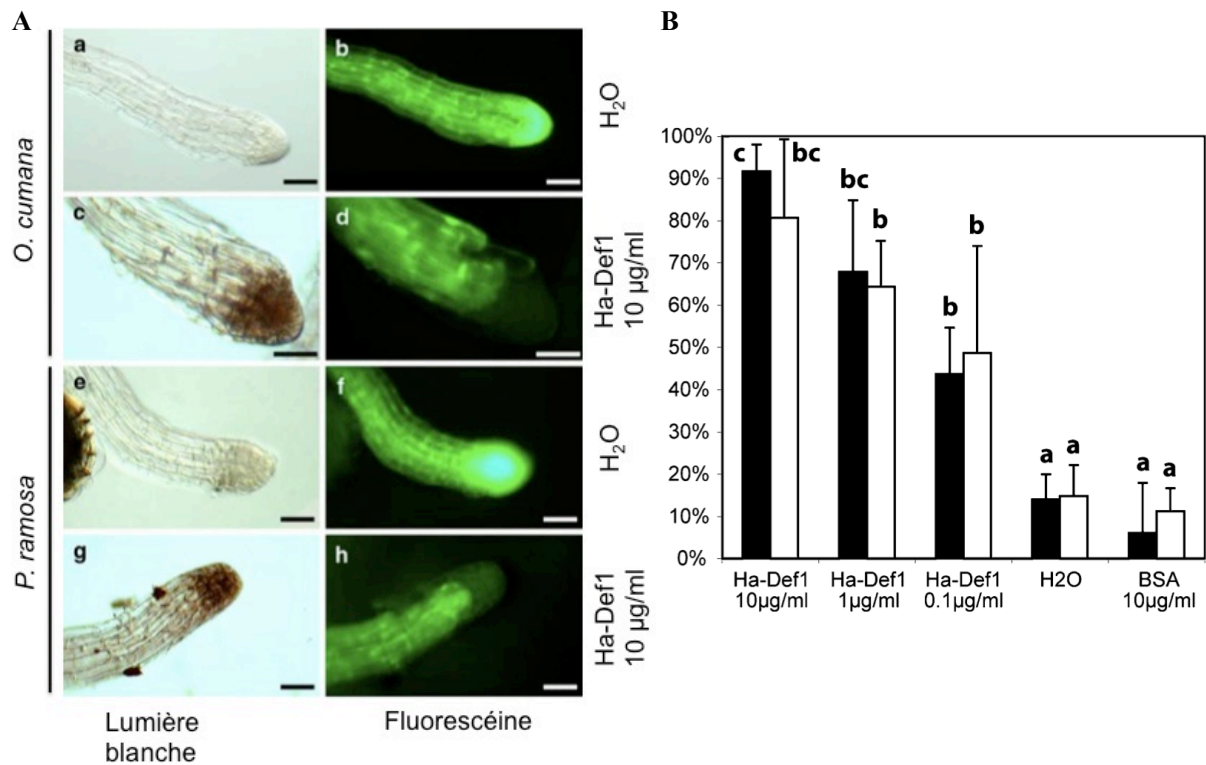 A
B
a
b
H₂O
O. cumana
c
d
Ha-Def1
10 µg/ml
e
f
H₂O
P. ramosa
g
h
Ha-Def1
10 µg/ml
Lumière
blanche
Fluorescéine
100%
90%
80%
70%
60%
50%
40%
30%
20%
10%
0%
c
bc
bc
b
b
b
a
a
a
a
Ha-Def1
10µg/ml
Ha-Def1
1µg/ml
Ha-Def1
0.1µg/ml
H2O
BSA
10µg/ml